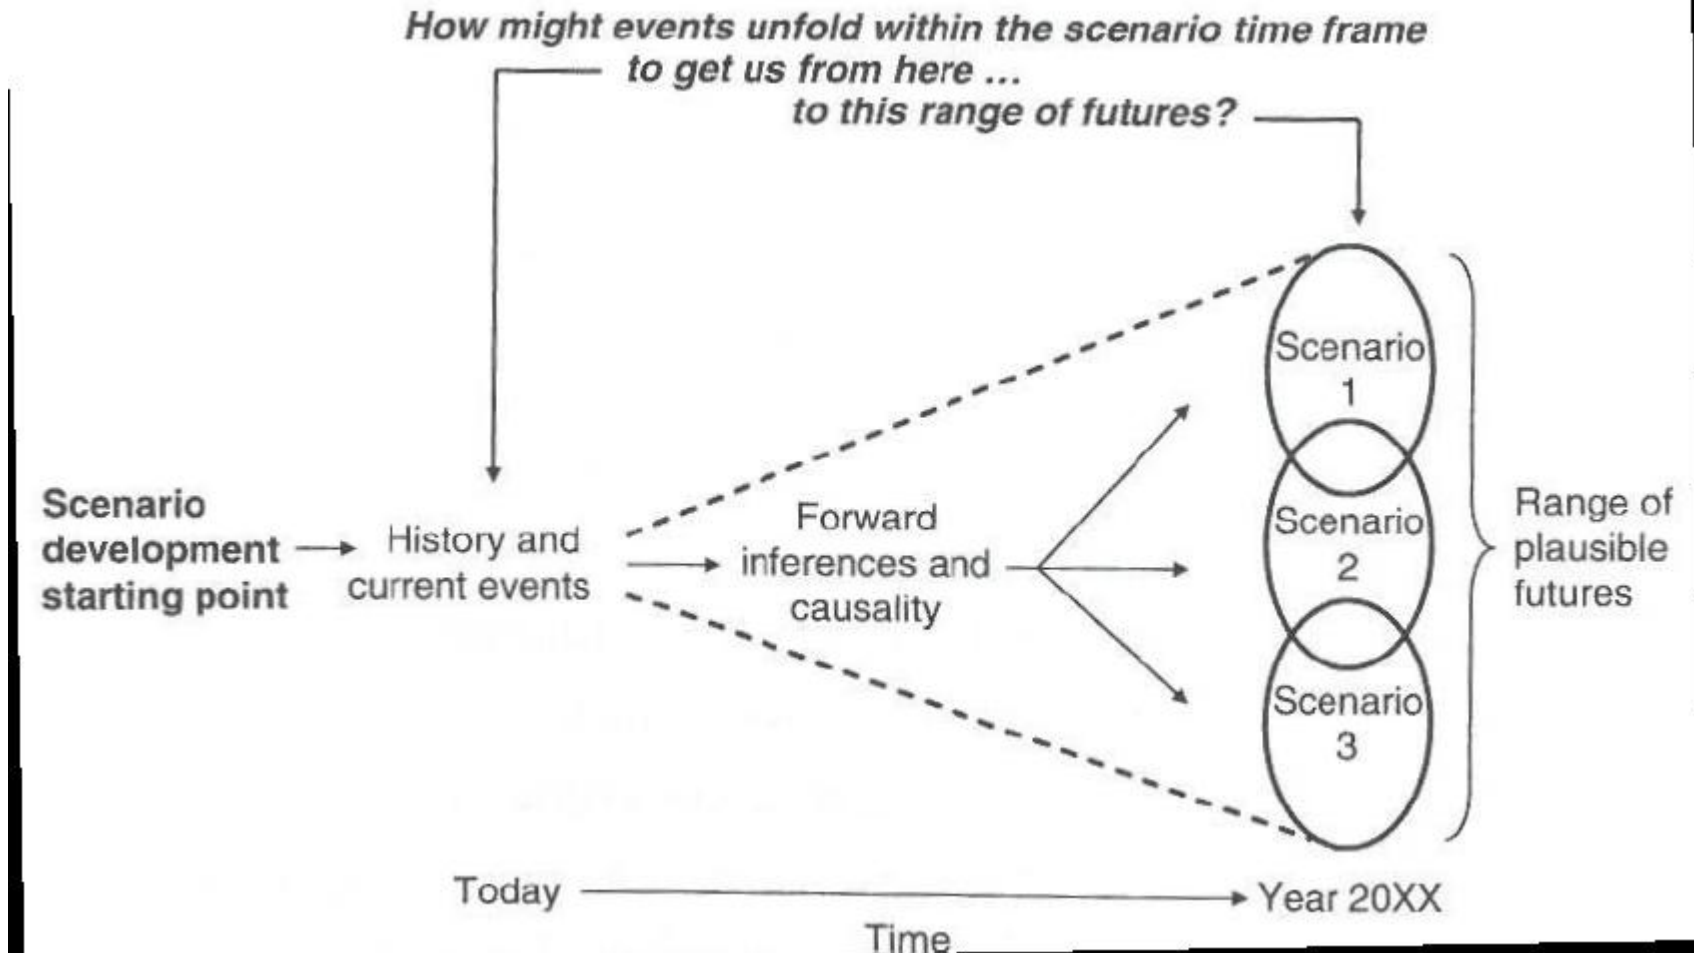 How might events unfold within the scenario time frame
to get us from here ...
to this range of futures?
Scenario
development
starting point
History and
current events
Forward
inferences and
causality
Scenario
1
Scenario
2
Scenario
3
Range of
plausible
futures
Today
Year 20XX
Time